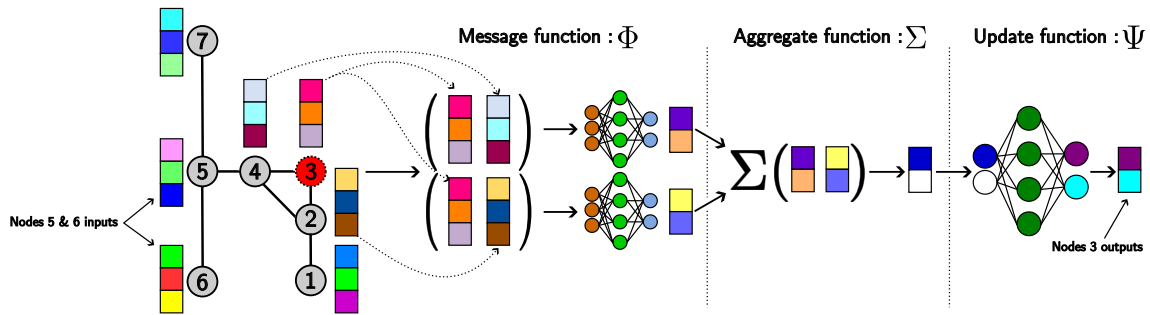 Message function : Φ
Aggregate function : Σ
Update function : Ψ
7
5
4
3
2
1
6
Nodes 5 & 6 inputs
( )
( )
Σ( )
Nodes 3 outputs